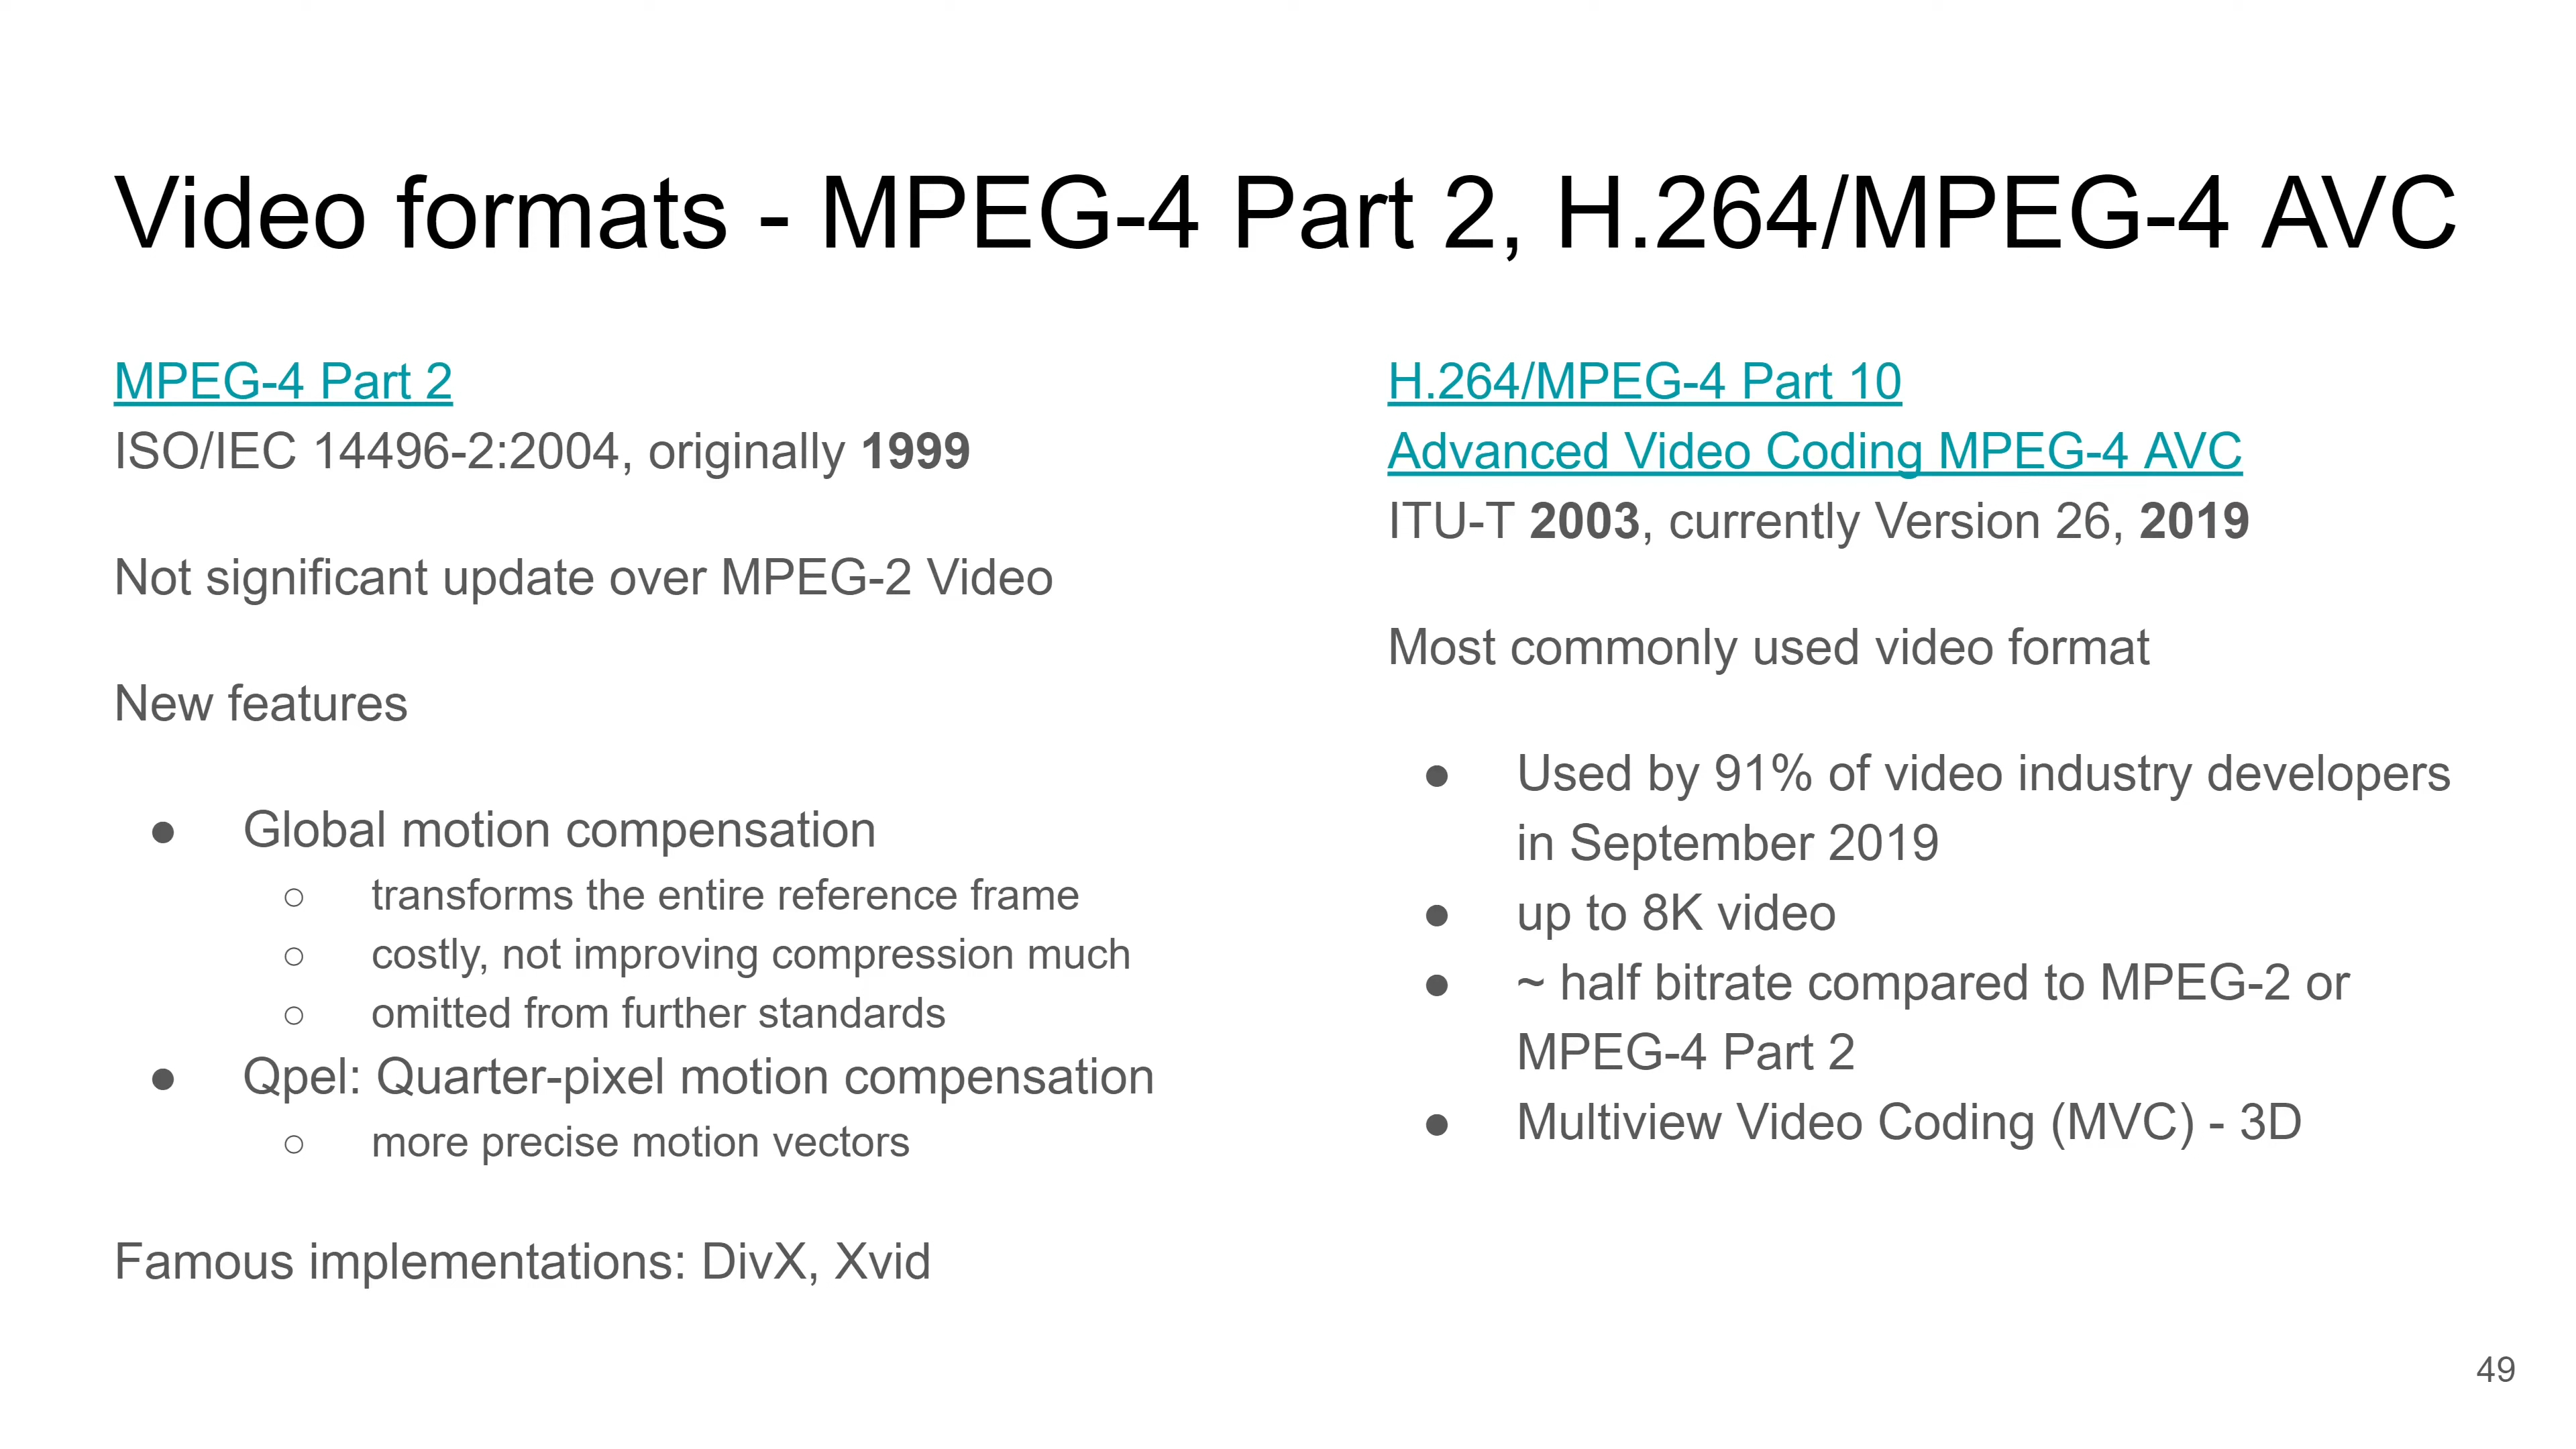 Video formats - MPEG-4 Part 2, H.264/MPEG-4 AVC
MPEG-4 Part 2
ISO/IEC 14496-2:2004, originally 1999
Not significant update over MPEG-2 Video
New features
● Global motion compensation
○ transforms the entire reference frame
○ costly, not improving compression much
○ omitted from further standards
● Qpel: Quarter-pixel motion compensation
○ more precise motion vectors
Famous implementations: DivX, Xvid
H.264/MPEG-4 Part 10
Advanced Video Coding MPEG-4 AVC
ITU-T 2003, currently Version 26, 2019
Most commonly used video format
● Used by 91% of video industry developers
in September 2019
● up to 8K video
● ~ half bitrate compared to MPEG-2 or
MPEG-4 Part 2
● Multiview Video Coding (MVC) - 3D
49